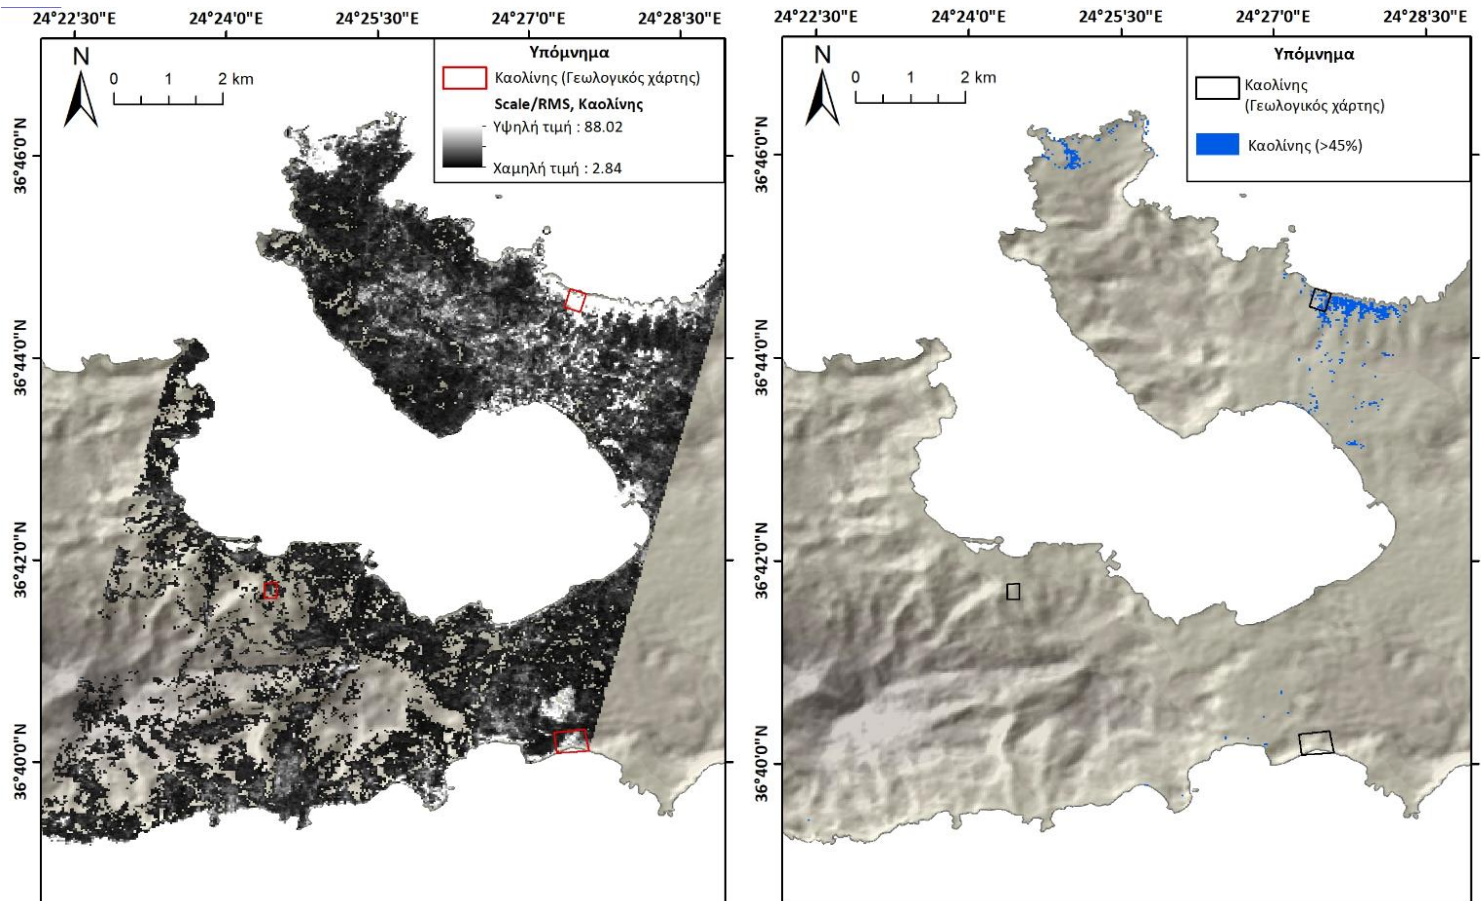 24°22'30"E 24°24'0"E 24°25'30"E 24°27'0"E 24°28'30"E
N
0 1 2 km
Υπόμνημα
Καολίνης (Γεωλογικός χάρτης)
Scale/RMS, Καολίνης
Υψηλή τιμή : 88.02
Χαμηλή τιμή : 2.84
36°46'0"N
36°44'0"N
36°42'0"N
36°40'0"N
24°22'30"E 24°24'0"E 24°25'30"E 24°27'0"E 24°28'30"E
N
0 1 2 km
Υπόμνημα
Καολίνης
(Γεωλογικός χάρτης)
Καολίνης (>45%)
36°46'0"N
36°44'0"N
36°42'0"N
36°40'0"N